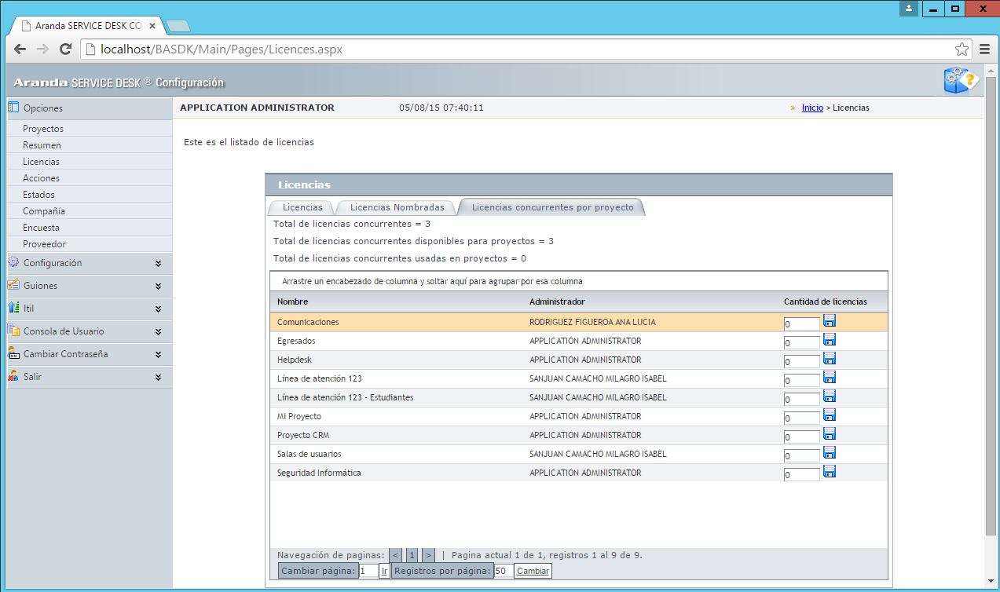 Aranda SERVICE DESK CO
localhost/BASDK/Main/Pages/Licences.aspx
Aranda SERVICE DESK ® Configuración
Opciones
Proyectos
Resumen
Licencias
Acciones
Estados
Compañía
Encuesta
Proveedor
Configuración
Guiones
Itil
Consola de Usuario
Cambiar Contraseña
Salir
APPLICATION ADMINISTRATOR 05/08/15 07:40:11 » Inicio > Licencias
Este es el listado de licencias
Licencias
Licencias Licencias Nombradas Licencias concurrentes por proyecto
Total de licencias concurrentes = 3
Total de licencias concurrentes disponibles para proyectos = 3
Total de licencias concurrentes usadas en proyectos = 0
Arrastre un encabezado de columna y soltar aquí para agrupar por esa columna
Nombre Administrador Cantidad de licencias
Comunicaciones RODRIGUEZ FIGUEROA ANA LUCIA 0
Egresados APPLICATION ADMINISTRATOR 0
Helpdesk APPLICATION ADMINISTRATOR 0
Línea de atención 123 SANJUAN CAMACHO MILAGRO ISABEL 0
Línea de atención 123 - Estudiantes SANJUAN CAMACHO MILAGRO ISABEL 0
Mi Proyecto APPLICATION ADMINISTRATOR 0
Proyecto CRM APPLICATION ADMINISTRATOR 0
Salas de usuarios SANJUAN CAMACHO MILAGRO ISABEL 0
Seguridad Informática APPLICATION ADMINISTRATOR 0
Navegación de paginas: < 1 > | Pagina actual 1 de 1, registros 1 al 9 de 9.
Cambiar página: 1 Ir Registros por página: 50 Cambiar